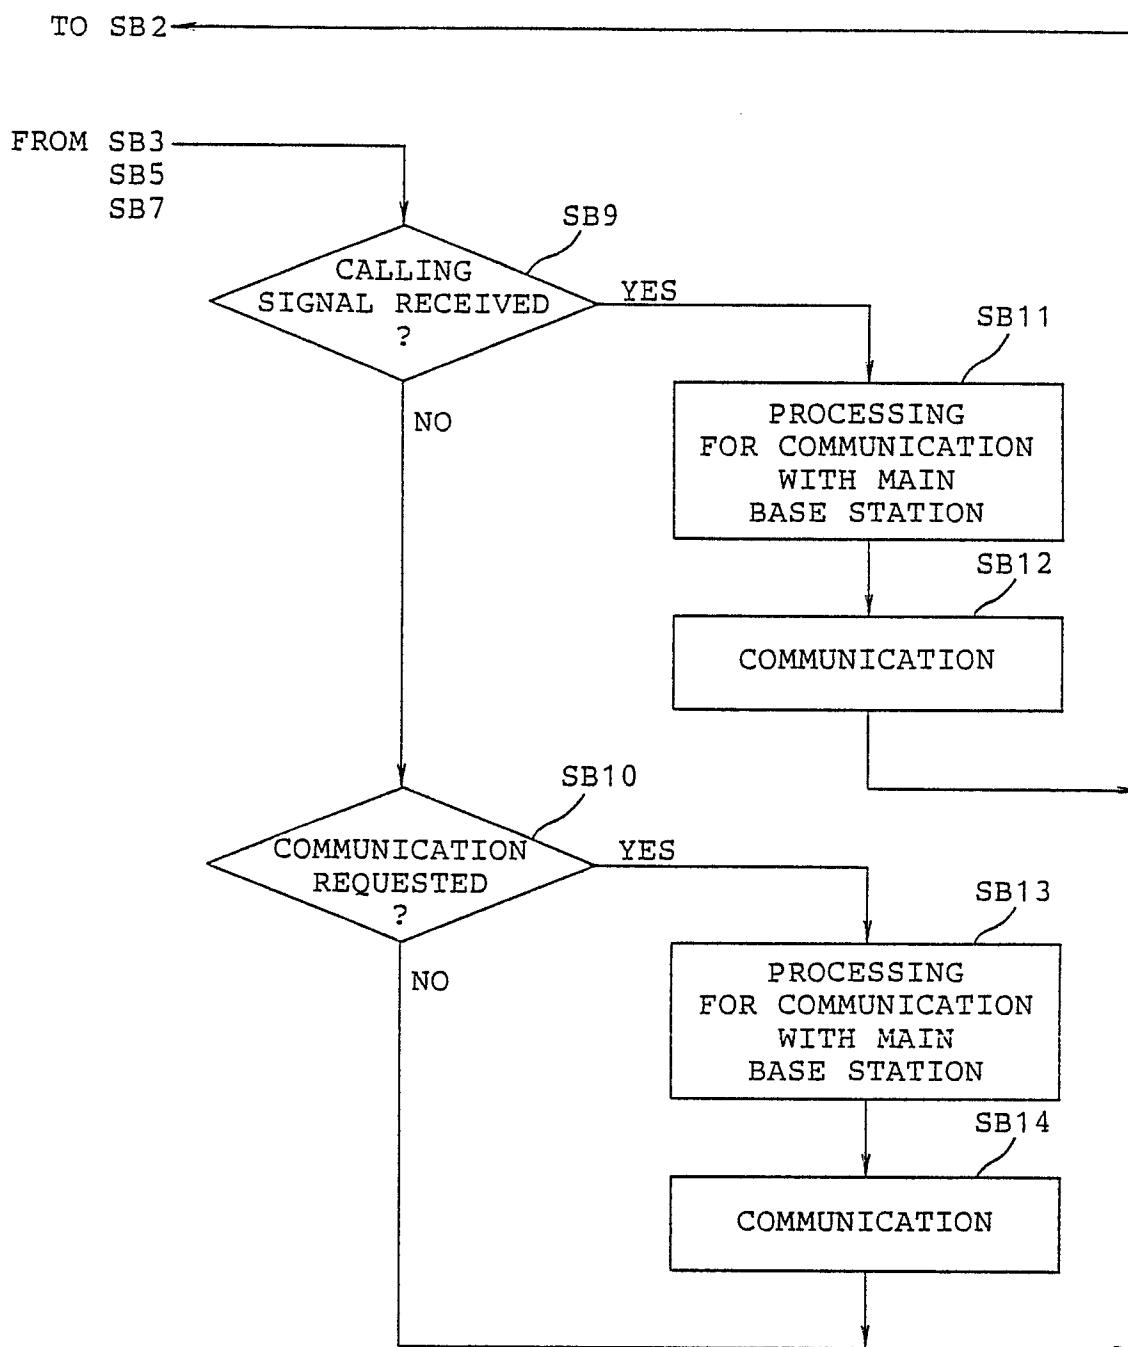 TO SB2
FROM SB3
SB5
SB7
SB9
CALLING
SIGNAL RECEIVED
?
YES
NO
SB11
PROCESSING
FOR COMMUNICATION
WITH MAIN
BASE STATION
SB12
COMMUNICATION
SB10
COMMUNICATION
REQUESTED
?
YES
NO
SB13
PROCESSING
FOR COMMUNICATION
WITH MAIN
BASE STATION
SB14
COMMUNICATION